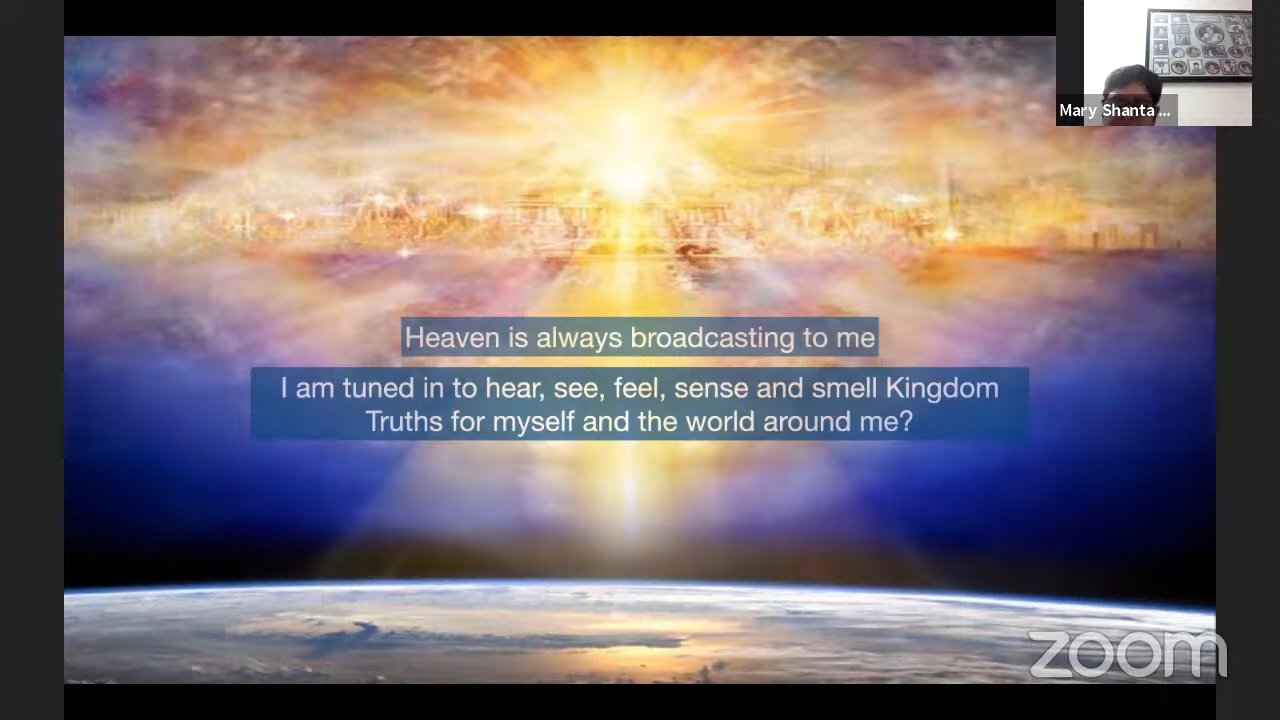 Mary Shanta ...
Heaven is always broadcasting to me
I am tuned in to hear, see, feel, sense and smell Kingdom
Truths for myself and the world around me?
zoom